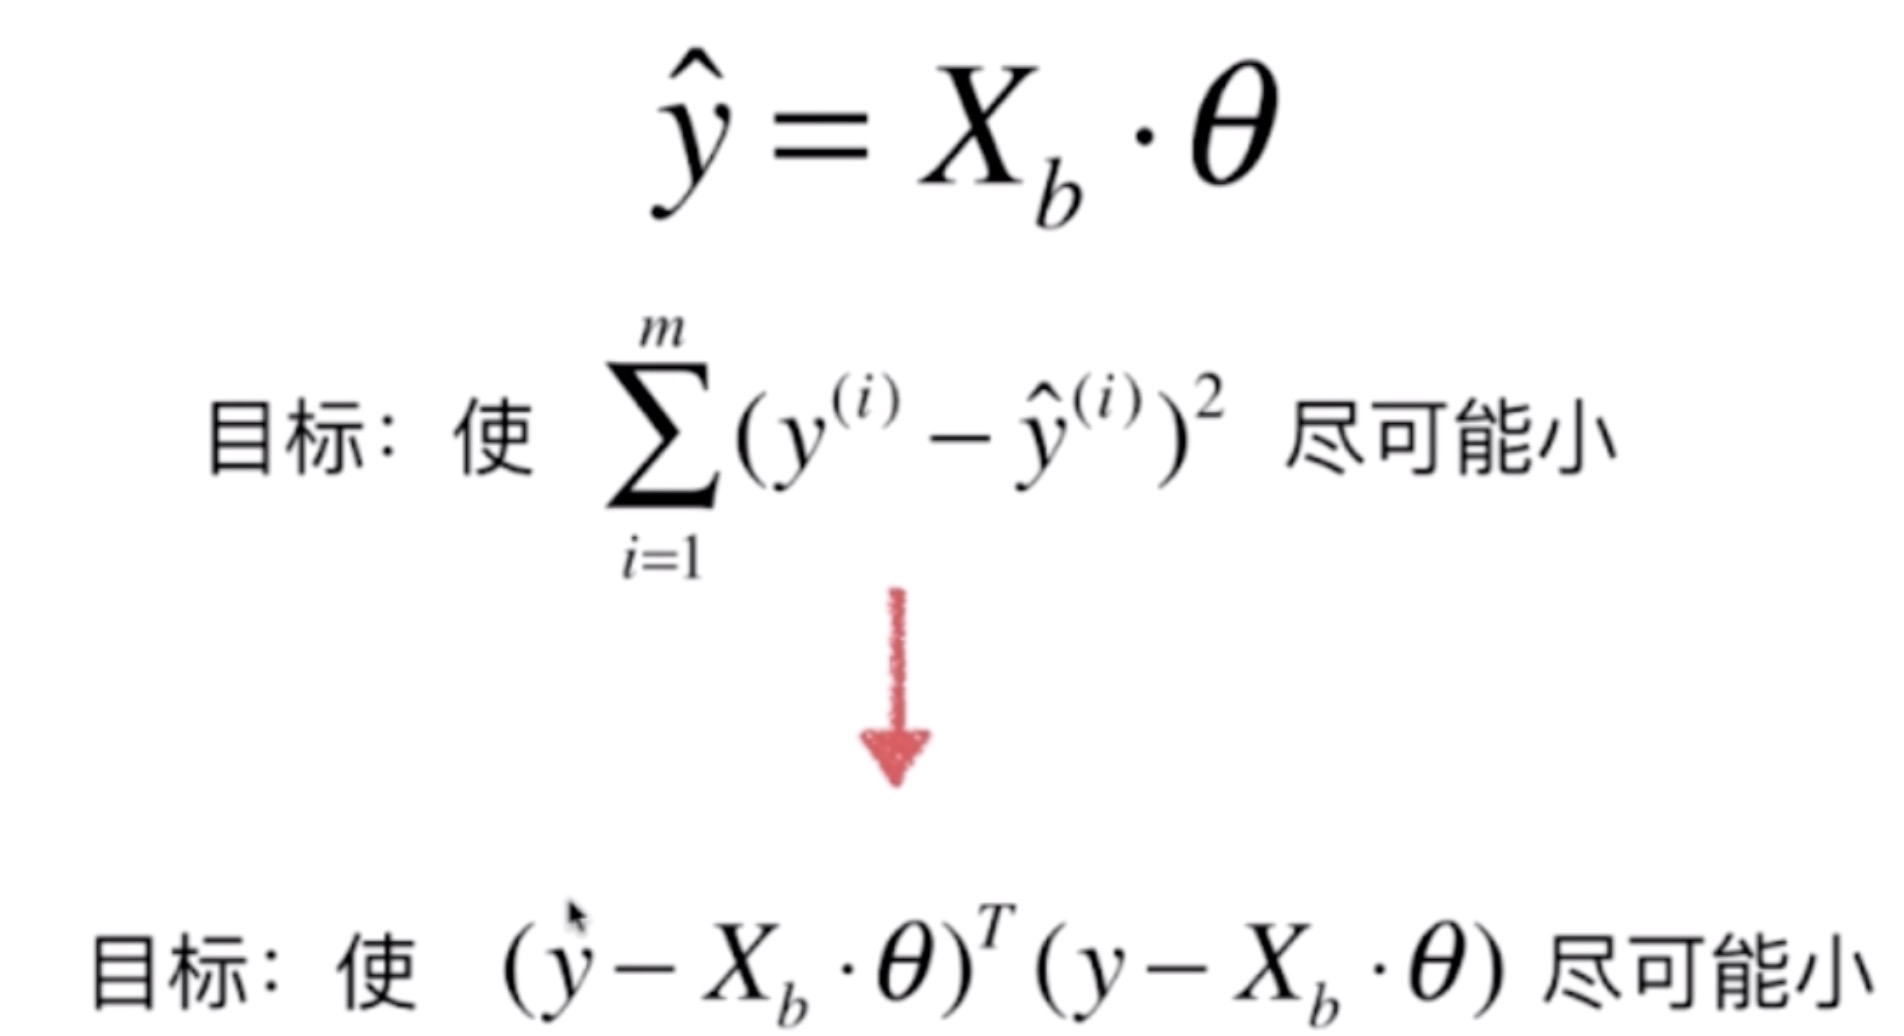 ŷ = X_b · θ
目标：使 \sum_{i=1}^{m} (y^{(i)} − ŷ^{(i)})^2 尽可能小
目标：使 (y − X_b · θ)^T (y − X_b · θ) 尽可能小